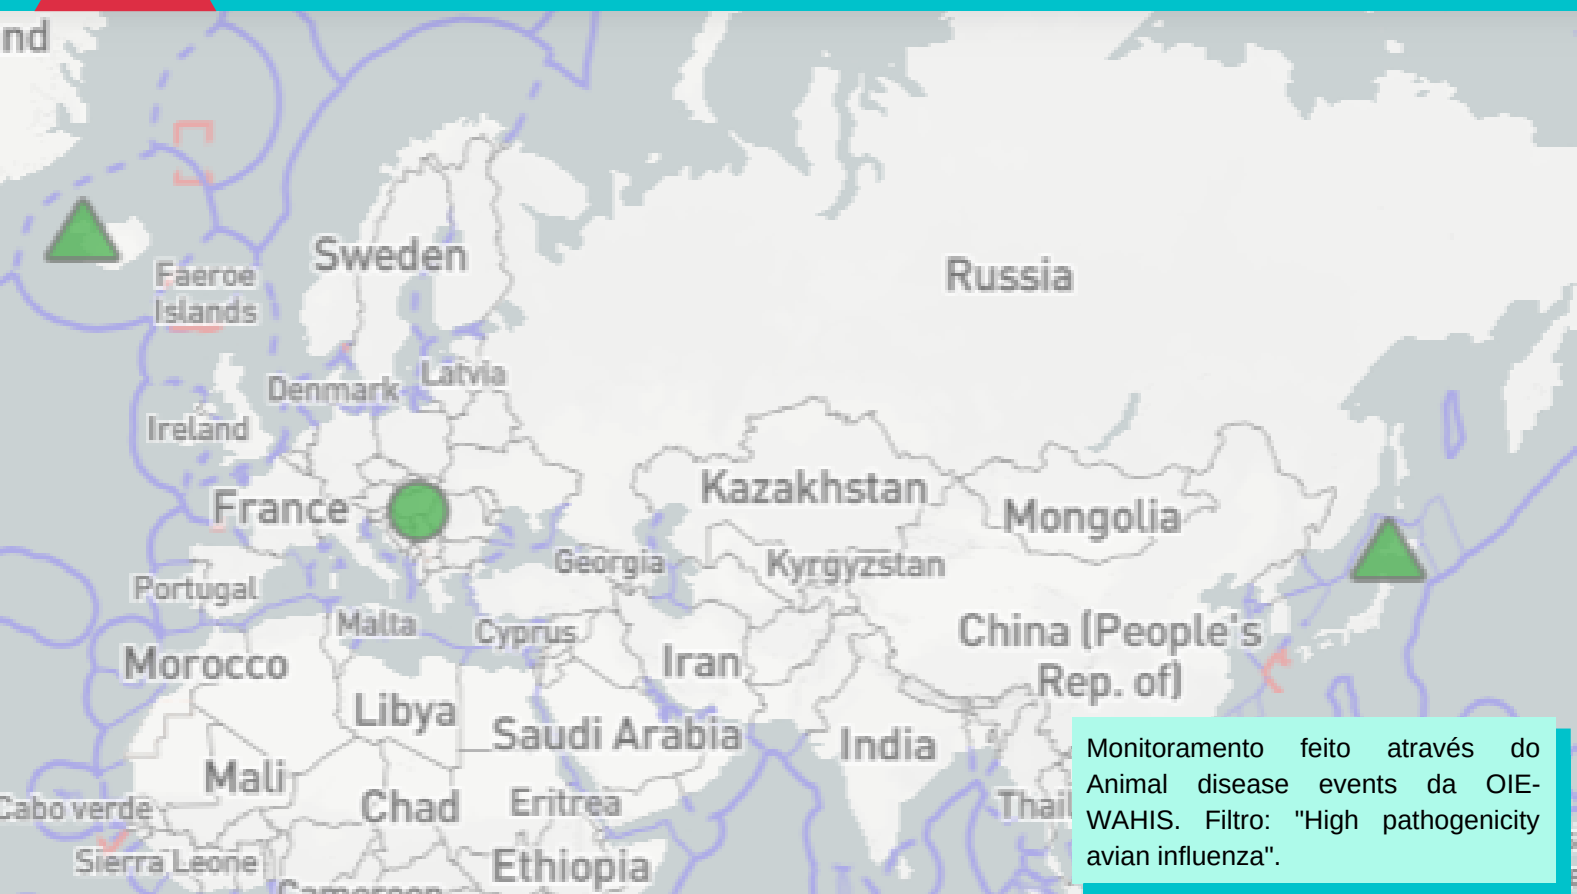 nd
Sweden
Russia
Faeroe
Islands
Denmark
Latvia
Ireland
Kazakhstan
France
Mongolia
Georgia
Kyrgyzstan
Portugal
Malta
Cyprus
China (People's
Rep. of)
Morocco
Iran
Libya
Saudi Arabia
India
Mali
Chad
Eritrea
Cabo verde
Thail
Sierra Leone
Ethiopia
Cameroon
Monitoramento feito através do
Animal disease events da OIE-
WAHIS. Filtro: "High pathogenicity
avian influenza".